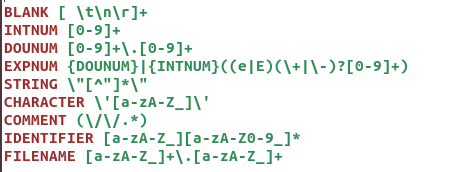 BLANK [ \t\n\r]+
INTNUM [0-9]+
DOUNUM [0-9]+\.[0-9]+
EXPNUM {DOUNUM}|{INTNUM}((e|E)(\+|\-)?[0-9]+)
STRING \"[^"]*\"
CHARACTER \'[a-zA-Z_]\'
COMMENT (\/\/.*)
IDENTIFIER [a-zA-Z_][a-zA-Z0-9_]*
FILENAME [a-zA-Z_]+\.[a-zA-Z_]+